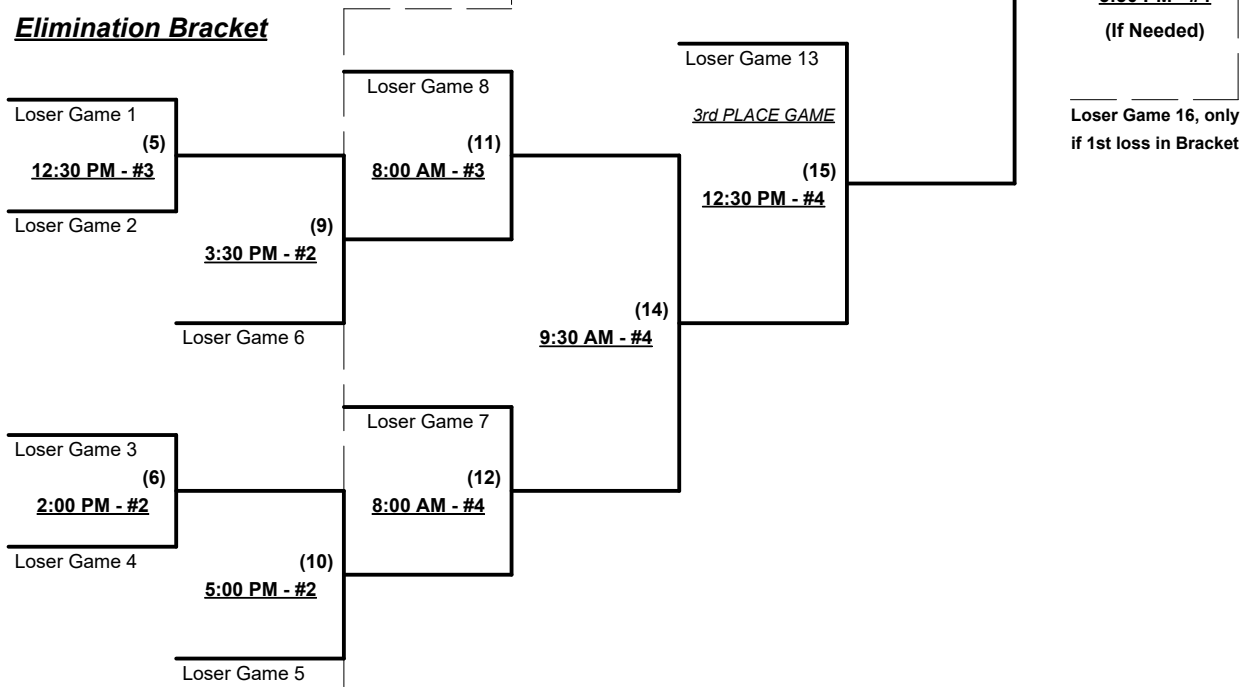 Elimination Bracket
(If Needed)
Loser Game 13
Loser Game 8
Loser Game 1
3rd PLACE GAME
Loser Game 16, only
if 1st loss in Bracket
(5)
12:30 PM - #3
(11)
8:00 AM - #3
(15)
12:30 PM - #4
Loser Game 2
(9)
3:30 PM - #2
(14)
9:30 AM - #4
Loser Game 6
Loser Game 7
Loser Game 3
(6)
2:00 PM - #2
(12)
8:00 AM - #4
Loser Game 4
(10)
5:00 PM - #2
Loser Game 5